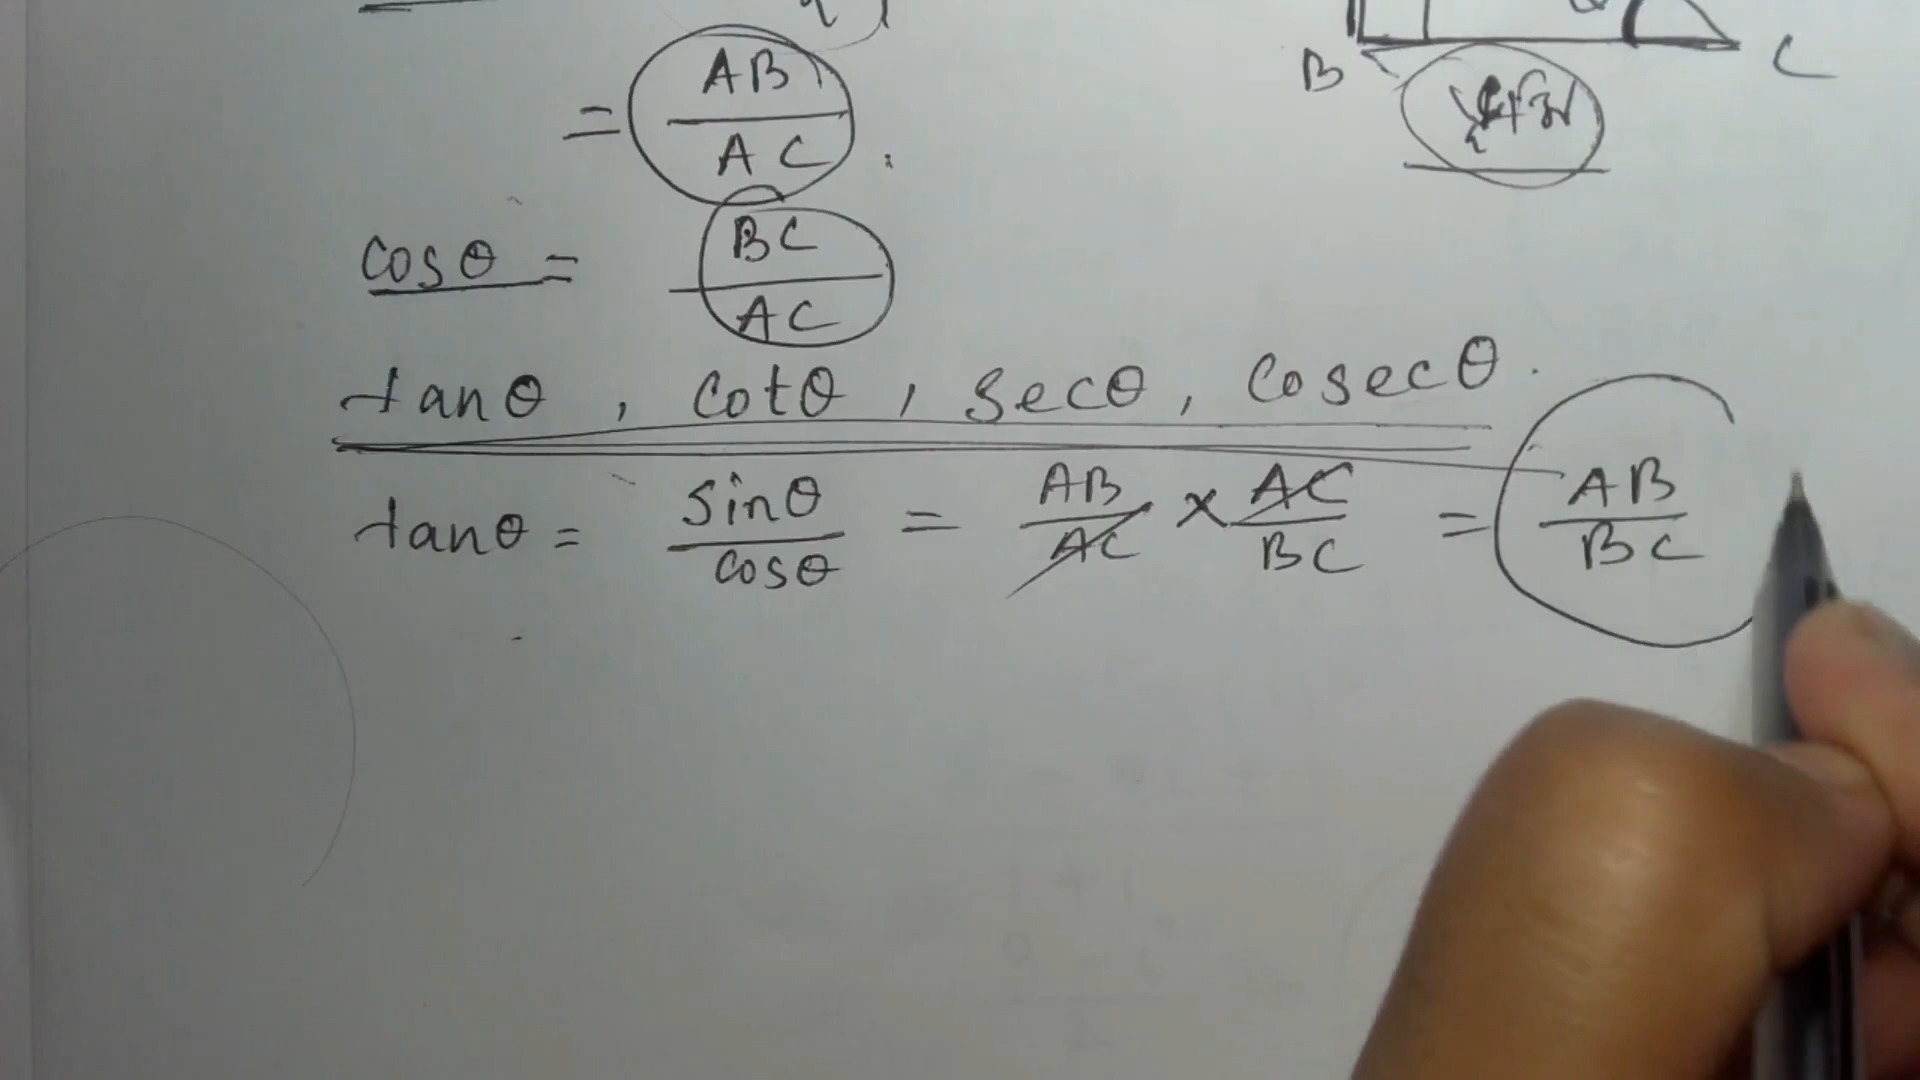 = AB / AC .
B C
cosθ = BC / AC
tanθ , cotθ , secθ , cosecθ .
tanθ = sinθ / cosθ = AB / AC × AC / BC = AB / BC